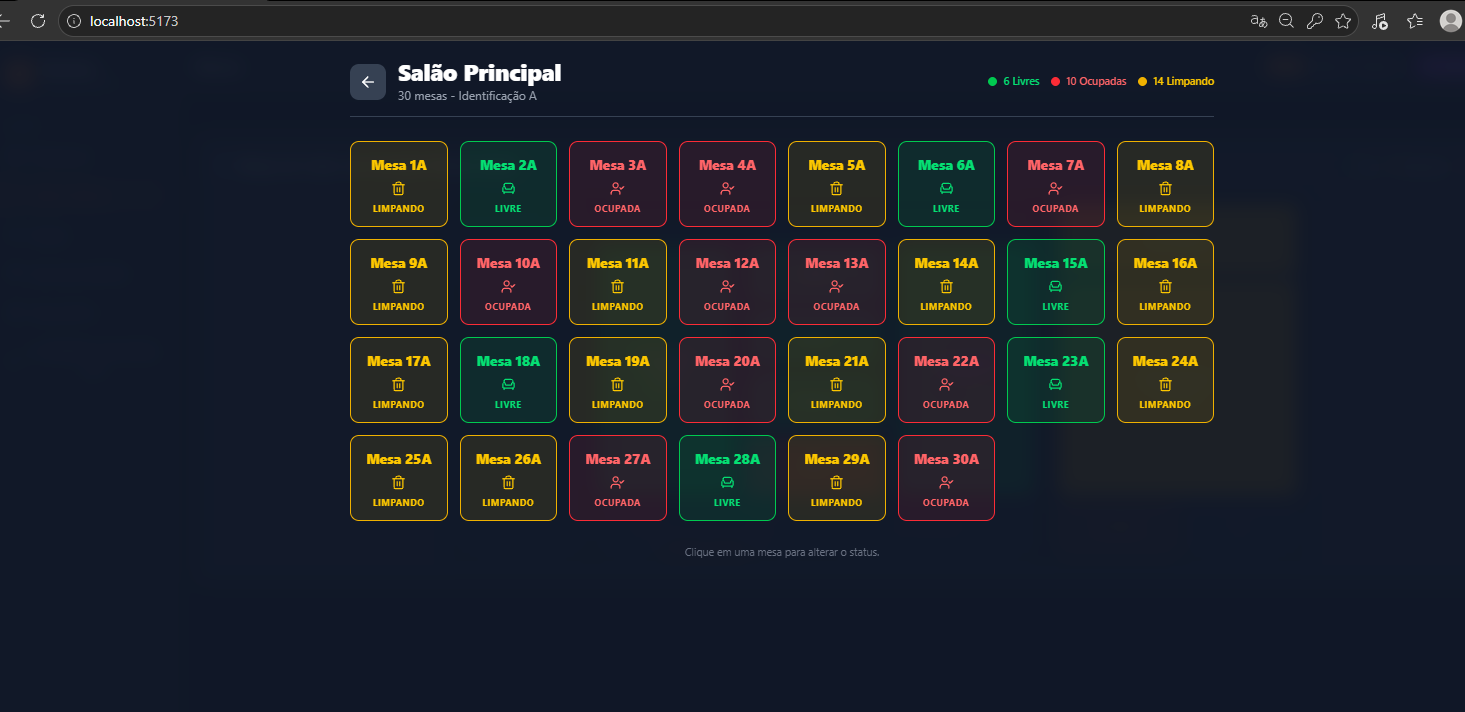 localhost:5173
Salão Principal
30 mesas - Identificação A
6 Livres 10 Ocupadas 14 Limpando
Mesa 1A Mesa 2A Mesa 3A Mesa 4A Mesa 5A Mesa 6A Mesa 7A Mesa 8A
LIMPANDO LIVRE OCUPADA OCUPADA LIMPANDO LIVRE OCUPADA LIMPANDO
Mesa 9A Mesa 10A Mesa 11A Mesa 12A Mesa 13A Mesa 14A Mesa 15A Mesa 16A
LIMPANDO OCUPADA LIMPANDO OCUPADA OCUPADA LIMPANDO LIVRE LIMPANDO
Mesa 17A Mesa 18A Mesa 19A Mesa 20A Mesa 21A Mesa 22A Mesa 23A Mesa 24A
LIMPANDO LIVRE LIMPANDO OCUPADA LIMPANDO OCUPADA LIVRE LIMPANDO
Mesa 25A Mesa 26A Mesa 27A Mesa 28A Mesa 29A Mesa 30A
LIMPANDO LIMPANDO OCUPADA LIVRE LIMPANDO OCUPADA
Clique em uma mesa para alterar o status.